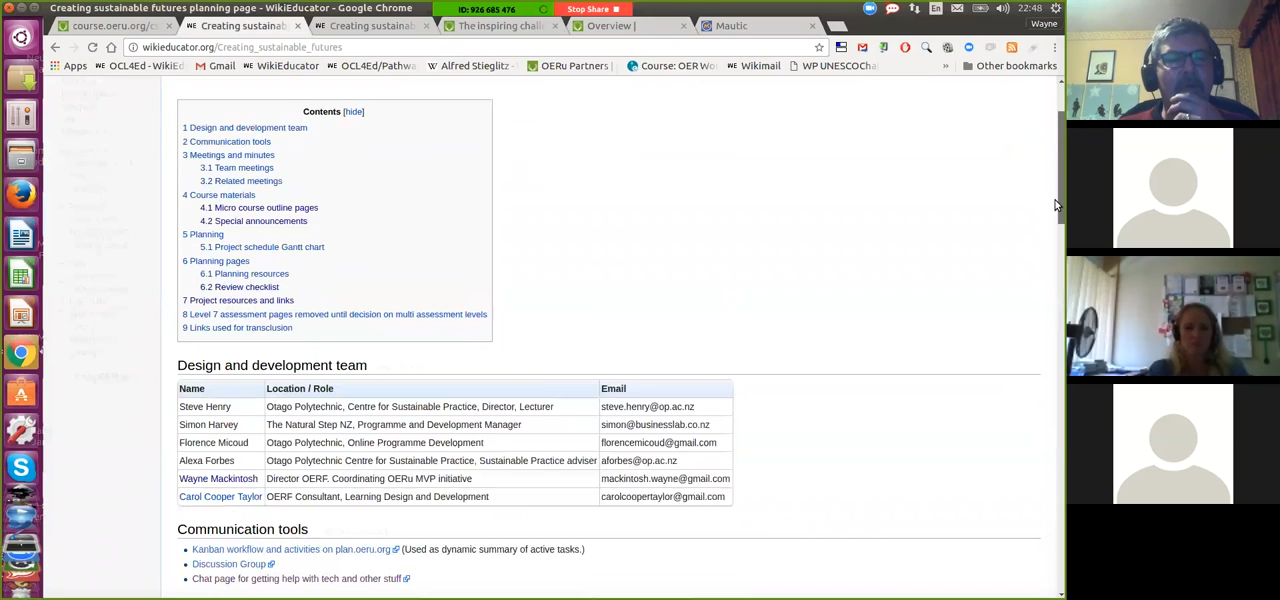 Creating sustainable futures planning page - WikiEducator - Google Chrome
ID: 926 685 476
Stop Share
En
22:48
course.oeru.org/cs
Creating sustainab
Creating sustainab
The inspiring challe
Overview |
Mautic
Wayne
wikieducator.org/Creating_sustainable_futures
Apps
WE OCL4Ed - WikiEd
Gmail
WE WikiEducator
WE OCL4Ed/Pathwa
W Alfred Stieglitz -
OERu Partners |
Course: OER Wo
WE Wikimail
WP UNESCOCha
»
Other bookmarks
Contents [hide]
1 Design and development team
2 Communication tools
3 Meetings and minutes
3.1 Team meetings
3.2 Related meetings
4 Course materials
4.1 Micro course outline pages
4.2 Special announcements
5 Planning
5.1 Project schedule Gantt chart
6 Planning pages
6.1 Planning resources
6.2 Review checklist
7 Project resources and links
8 Level 7 assessment pages removed until decision on multi assessment levels
9 Links used for transclusion
Design and development team
Name Location / Role Email
Steve Henry Otago Polytechnic, Centre for Sustainable Practice, Director, Lecturer steve.henry@op.ac.nz
Simon Harvey The Natural Step NZ, Programme and Development Manager simon@businesslab.co.nz
Florence Micoud Otago Polytechnic, Online Programme Development florencemicoud@gmail.com
Alexa Forbes Otago Polytechnic Centre for Sustainable Practice, Sustainable Practice adviser aforbes@op.ac.nz
Wayne Mackintosh Director OERF. Coordinating OERu MVP initiative mackintosh.wayne@gmail.com
Carol Cooper Taylor OERF Consultant, Learning Design and Development carolcoopertaylor@gmail.com
Communication tools
Kanban workflow and activities on plan.oeru.org (Used as dynamic summary of active tasks.)
Discussion Group
Chat page for getting help with tech and other stuff